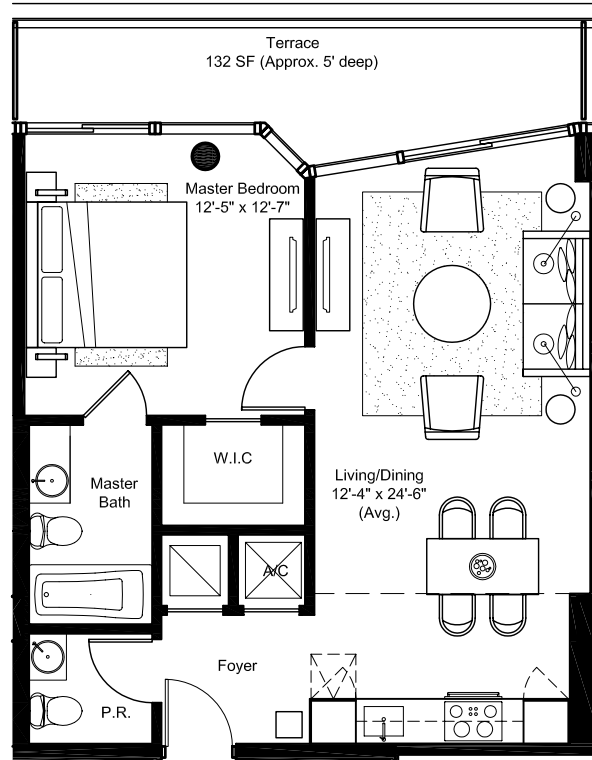 Terrace
132 SF (Approx. 5' deep)
Master Bedroom
12'-5" x 12'-7"
W.I.C
Master
Bath
Living/Dining
12'-4" x 24'-6"
(Avg.)
A/C
Foyer
P.R.